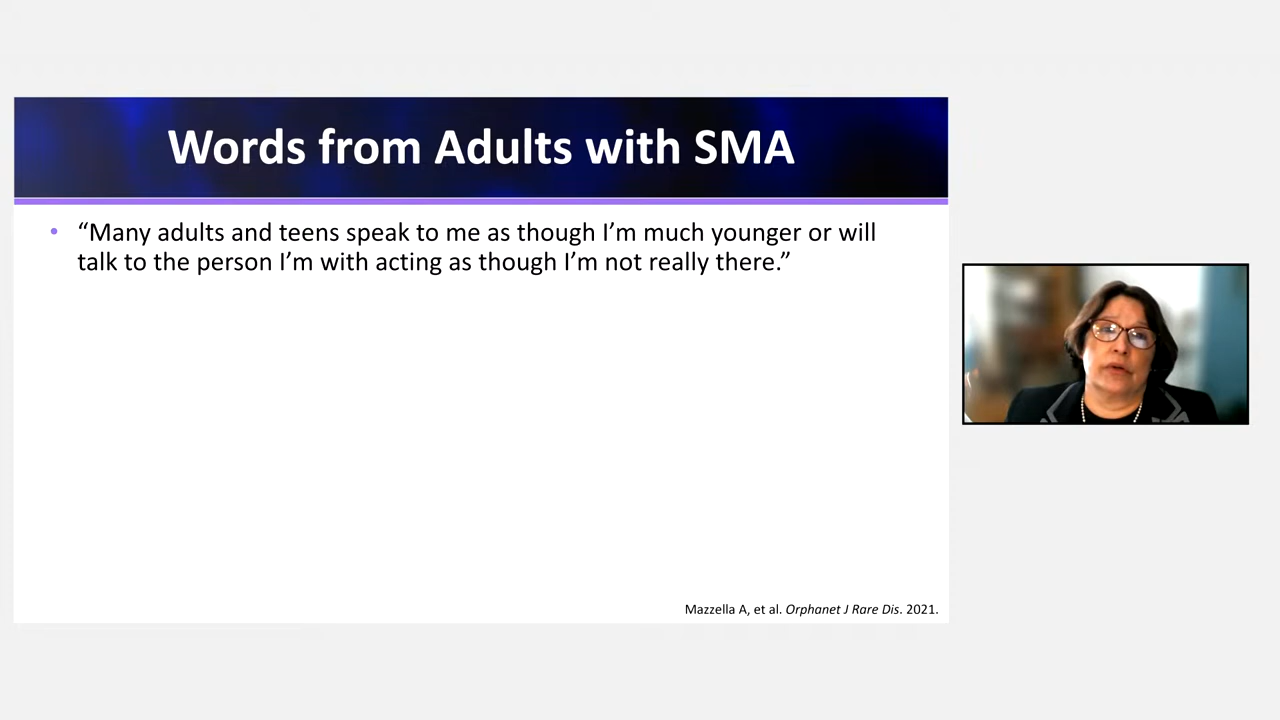 Words from Adults with SMA
• “Many adults and teens speak to me as though I’m much younger or will
talk to the person I’m with acting as though I’m not really there.”
Mazzella A, et al. Orphanet J Rare Dis. 2021.